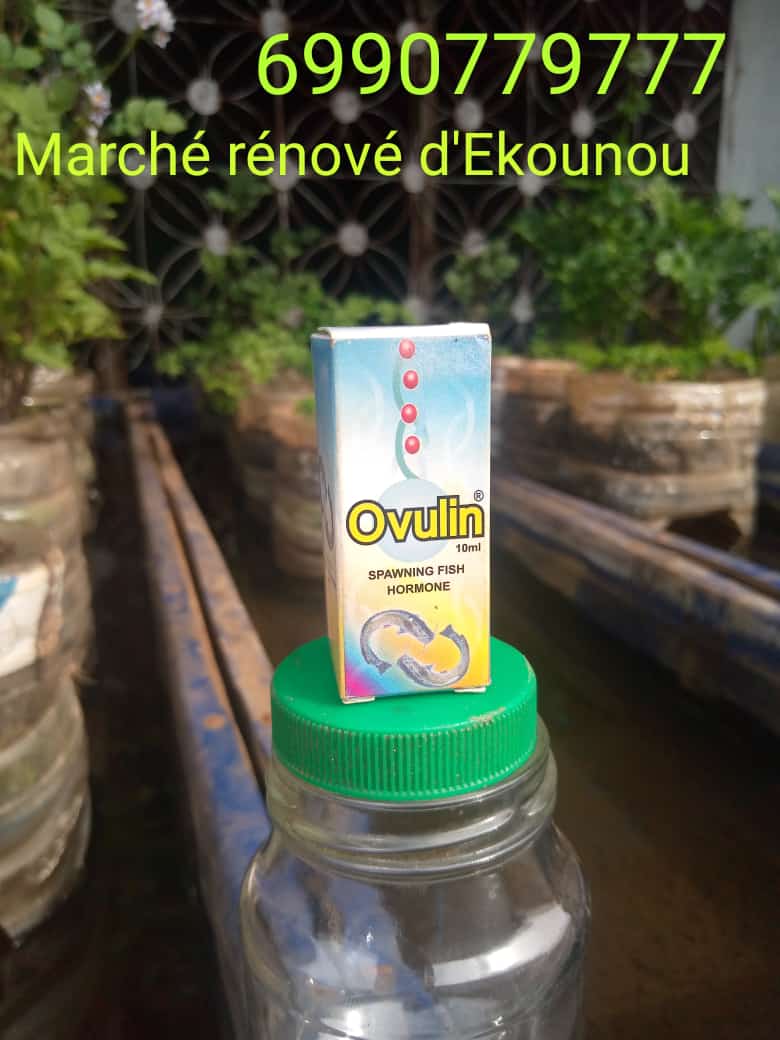 6990779777
Marché rénové d'Ekounou
Ovulin®
10ml
SPAWNING FISH
HORMONE